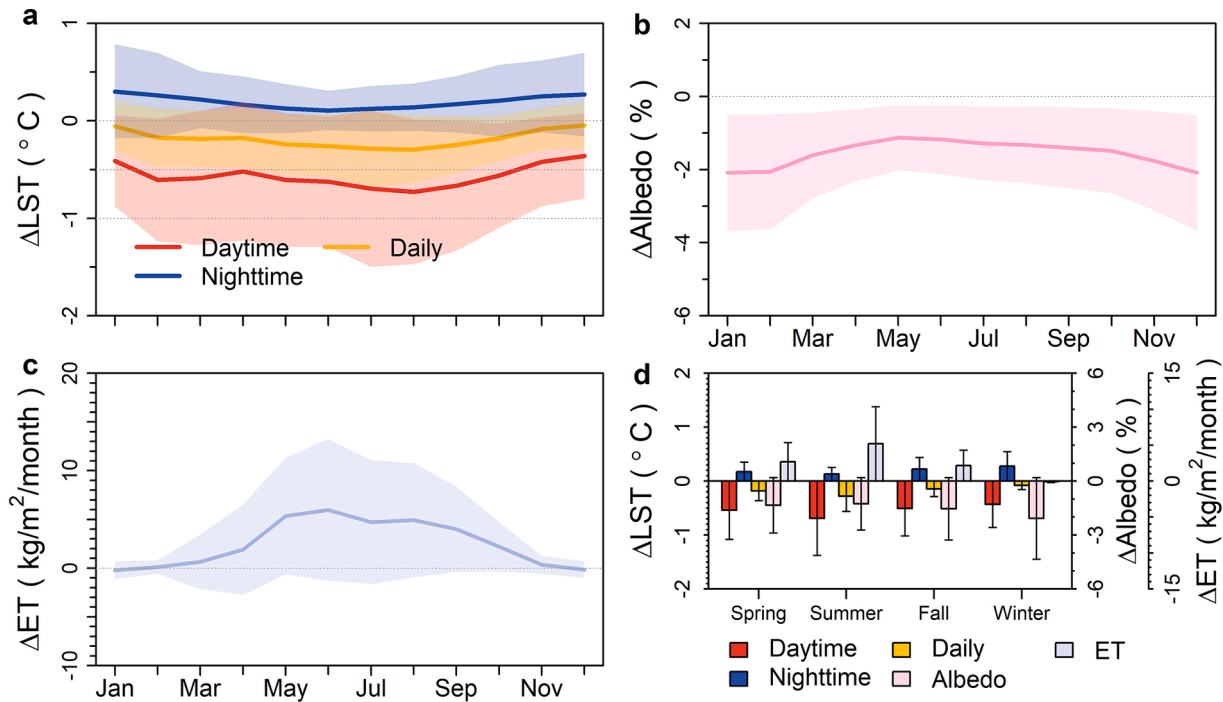 a
1
0
-1
-2
ΔLST ( ° C )
Daytime
Daily
Nighttime
b
2
0
-2
-4
-6
ΔAlbedo ( % )
Jan Mar May Jul Sep Nov
c
20
10
0
-10
ΔET ( kg/m²/month )
Jan Mar May Jul Sep Nov
d
2
1
0
-1
-2
ΔLST ( ° C )
6
3
0
-3
-6
ΔAlbedo ( % )
15
0
-15
ΔET ( kg/m²/month )
Spring Summer Fall Winter
Daytime
Daily
ET
Nighttime
Albedo